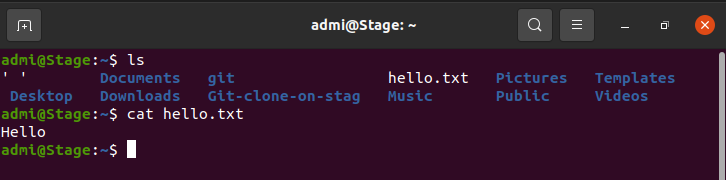 admi@Stage: ~
admi@Stage:~$ ls
' '        Documents  git                hello.txt  Pictures  Templates
 Desktop   Downloads  Git-clone-on-stag  Music      Public    Videos
admi@Stage:~$ cat hello.txt
Hello
admi@Stage:~$